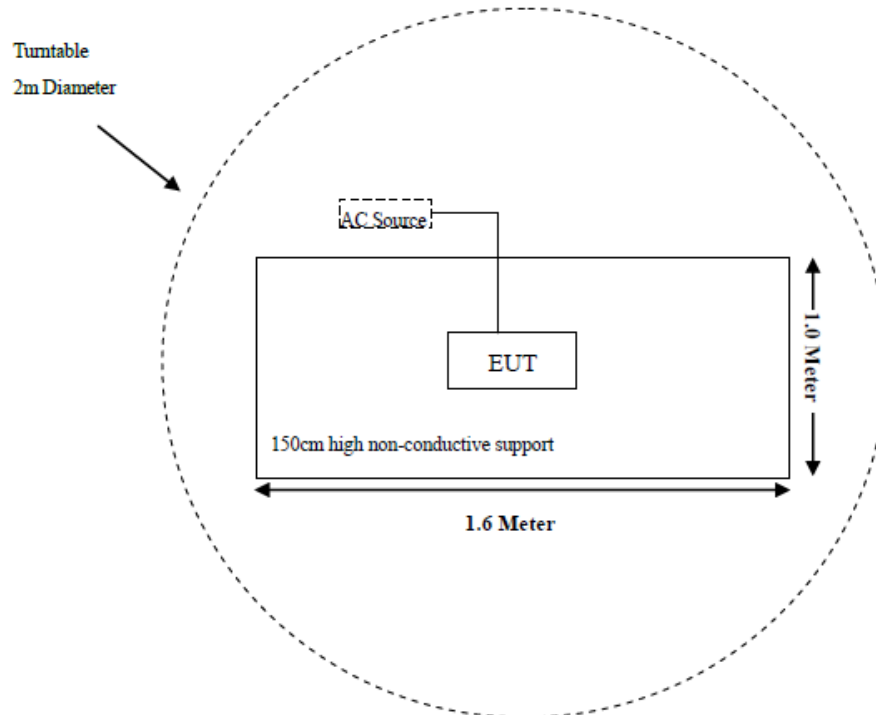 Turntable
2m Diameter
AC Source
EUT
1.0 Meter
150cm high non-conductive support
1.6 Meter